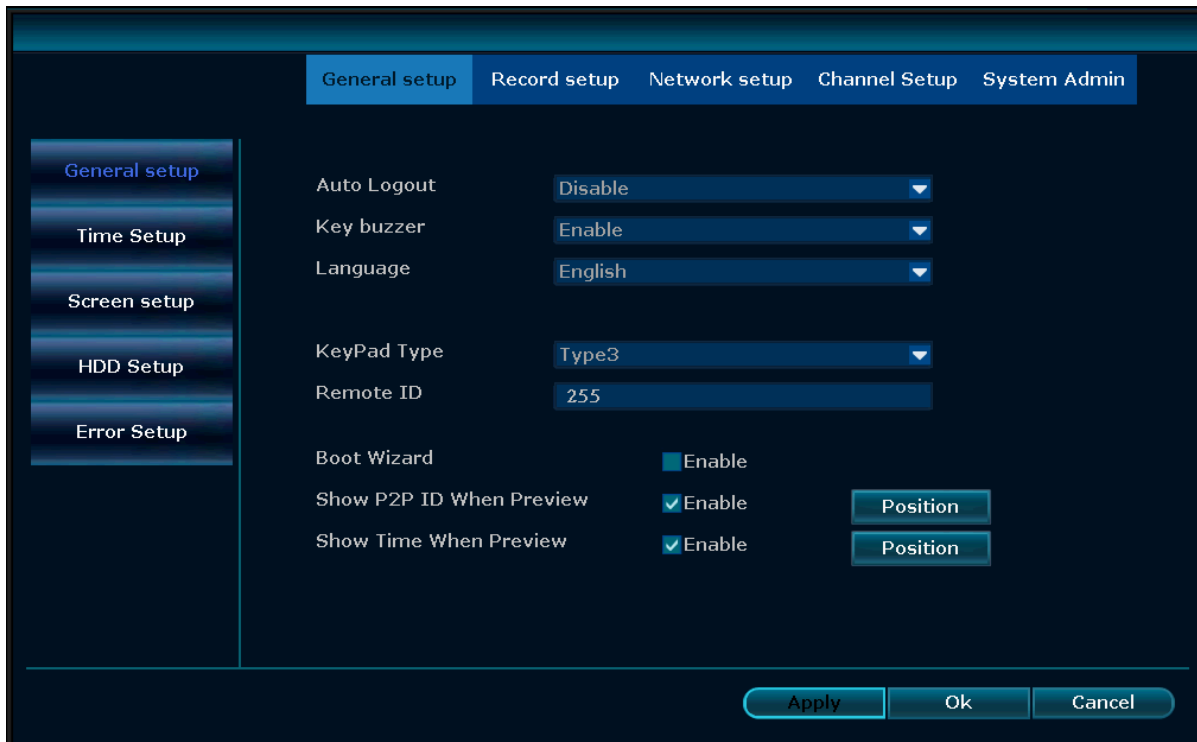 General setup Record setup Network setup Channel Setup System Admin
General setup
Time Setup
Screen setup
HDD Setup
Error Setup
Auto Logout Disable
Key buzzer Enable
Language English
KeyPad Type Type3
Remote ID 255
Boot Wizard Enable
Show P2P ID When Preview Enable Position
Show Time When Preview Enable Position
Apply Ok Cancel